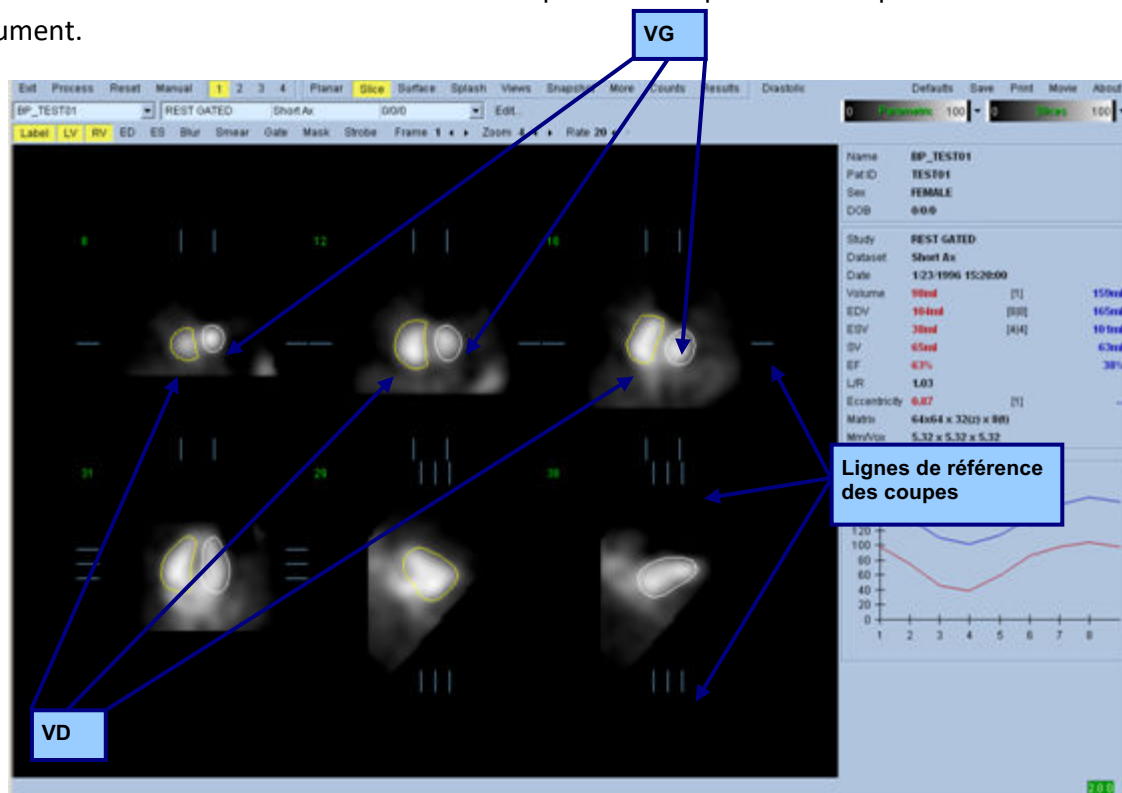 ument.
VG
Exit Process Reset Manual 1 2 3 4 Planar Slice Surface Splash Views Snapshot More Counts Results Diastolic Defaults Save Print Movie About
BP_TEST01 REST GATED Short Ax 0/0/0 Edit... 0 Parametric 100 0 Slices 100
Label LV RV ED ES Blur Smear Gate Mask Strobe Frame 1 Zoom 4 Rate 20
Name BP_TEST01
Pat ID TEST01
Sex FEMALE
DOB 0/0/0
8 12 16
Study REST GATED
Dataset Short Ax
Date 1/23/1996 15:20:00
Volume 98ml [1] 159ml
EDV 104ml 165ml
ESV 38ml [4|4] 101ml
SV 65ml 63ml
EF 63% 38%
L/R 1.03
Eccentricity 0.87 [1]
Matrix 64x64 x 32(z) x 8(t)
Mm/Vox 5.32 x 5.32 x 5.32
Lignes de référence
des coupes
31 29 38
120
100
80
60
40
20
0
1 2 3 4 5 6 7 8
VD
200